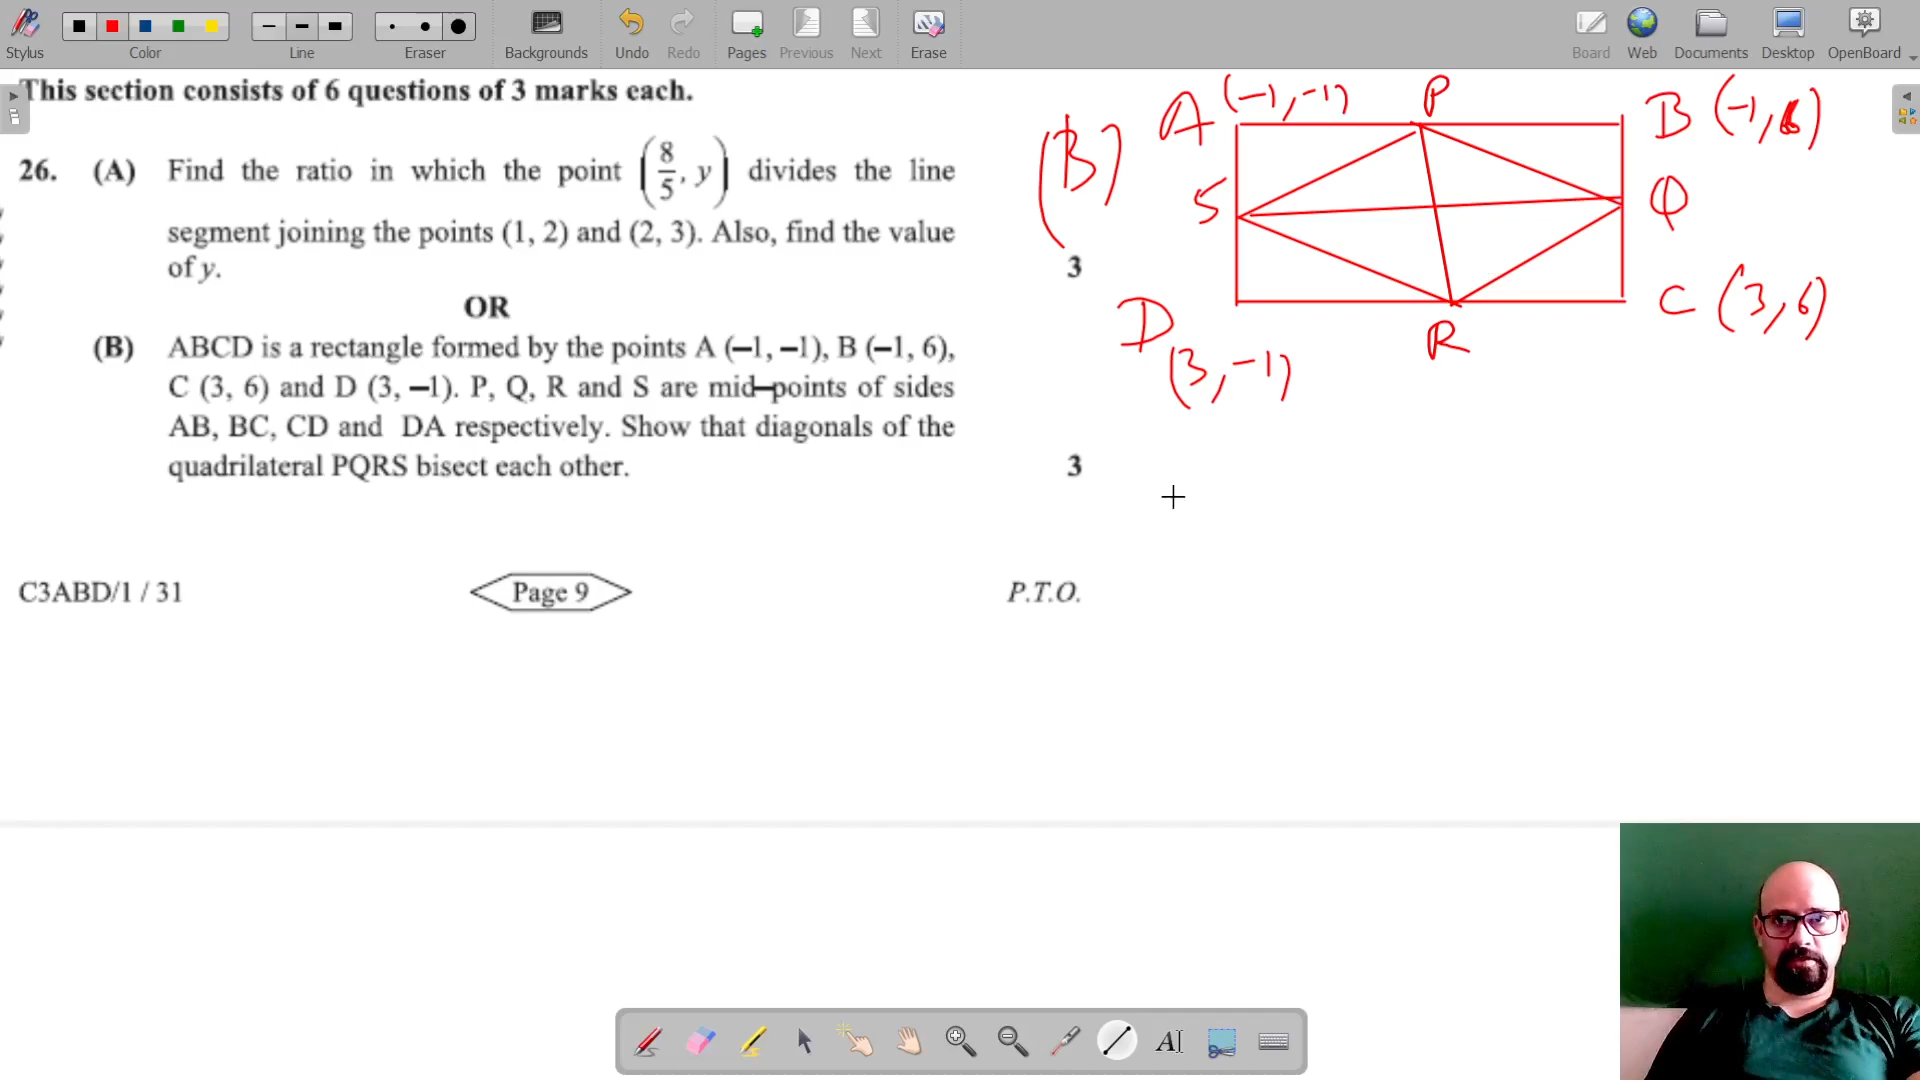 Stylus Color Line Eraser Backgrounds Undo Redo Pages Previous Next Erase Board Web Documents Desktop OpenBoard
This section consists of 6 questions of 3 marks each.
26. (A) Find the ratio in which the point (8/5, y) divides the line
segment joining the points (1, 2) and (2, 3). Also, find the value
of y. 3
OR
(B) ABCD is a rectangle formed by the points A (−1, −1), B (−1, 6),
C (3, 6) and D (3, −1). P, Q, R and S are mid-points of sides
AB, BC, CD and DA respectively. Show that diagonals of the
quadrilateral PQRS bisect each other. 3
C3ABD/1 / 31 Page 9 P.T.O.
(B)
A (-1, -1) P B (-1, 6)
S Q
D R C (3, 6)
(3, -1)